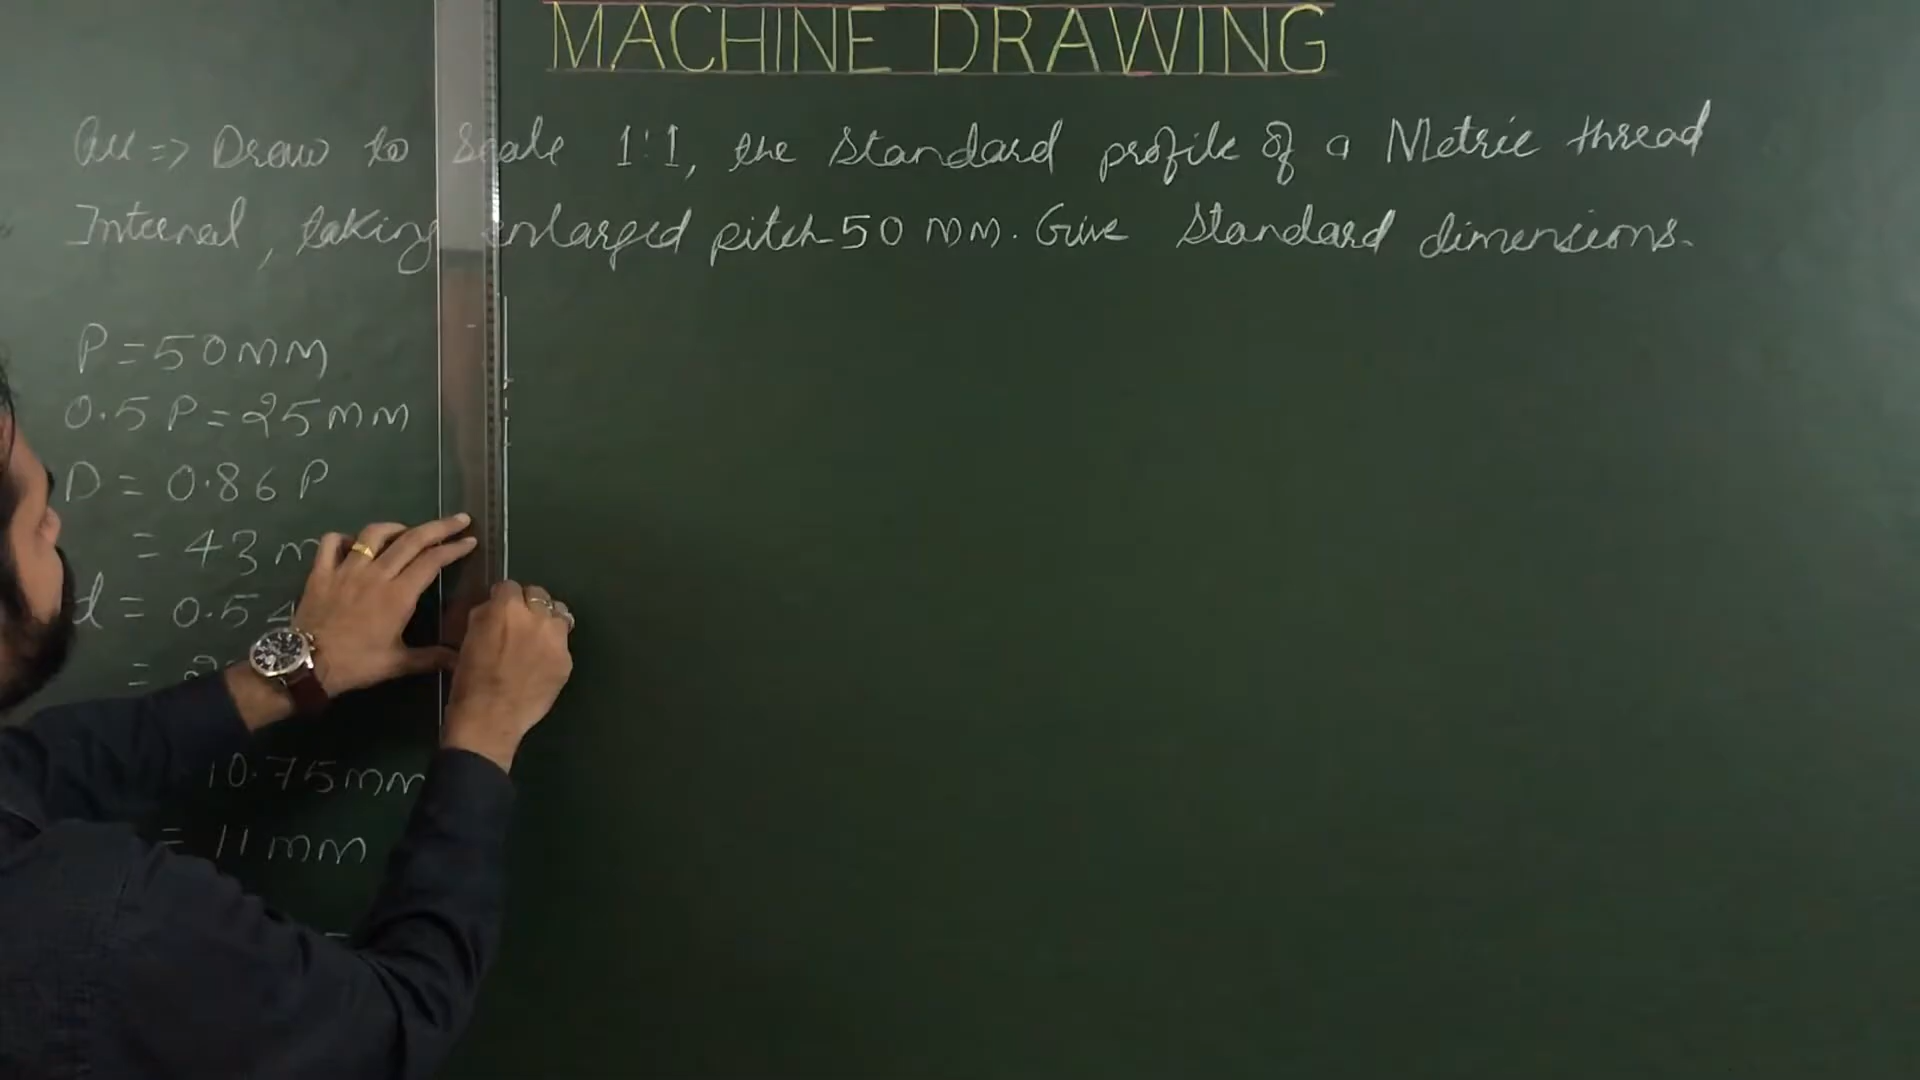 MACHINE DRAWING
Que => Draw to Scale 1:1, the standard profile of a Metric thread
Internal, taking enlarged pitch 50 mm. Give Standard dimensions.
P = 50 mm
0.5 P = 25 mm
D = 0.86 P
= 43 m
d = 0.54
= 2
10.75 mm
= 11 mm